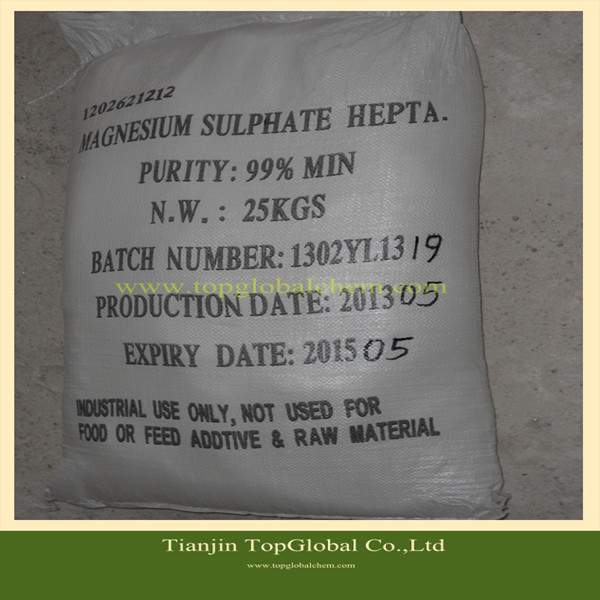 1202621212
MAGNESIUM SULPHATE HEPTA.
PURITY: 99% MIN
N.W. : 25KGS
BATCH NUMBER: 1302YL1319
www.topglobalchem.com
PRODUCTION DATE: 201305
EXPIRY DATE: 201505
INDUSTRIAL USE ONLY, NOT USED FOR
FOOD OR FEED ADDTIVE & RAW MATERIAL
Tianjin TopGlobal Co.,Ltd
www.topglobalchem.com